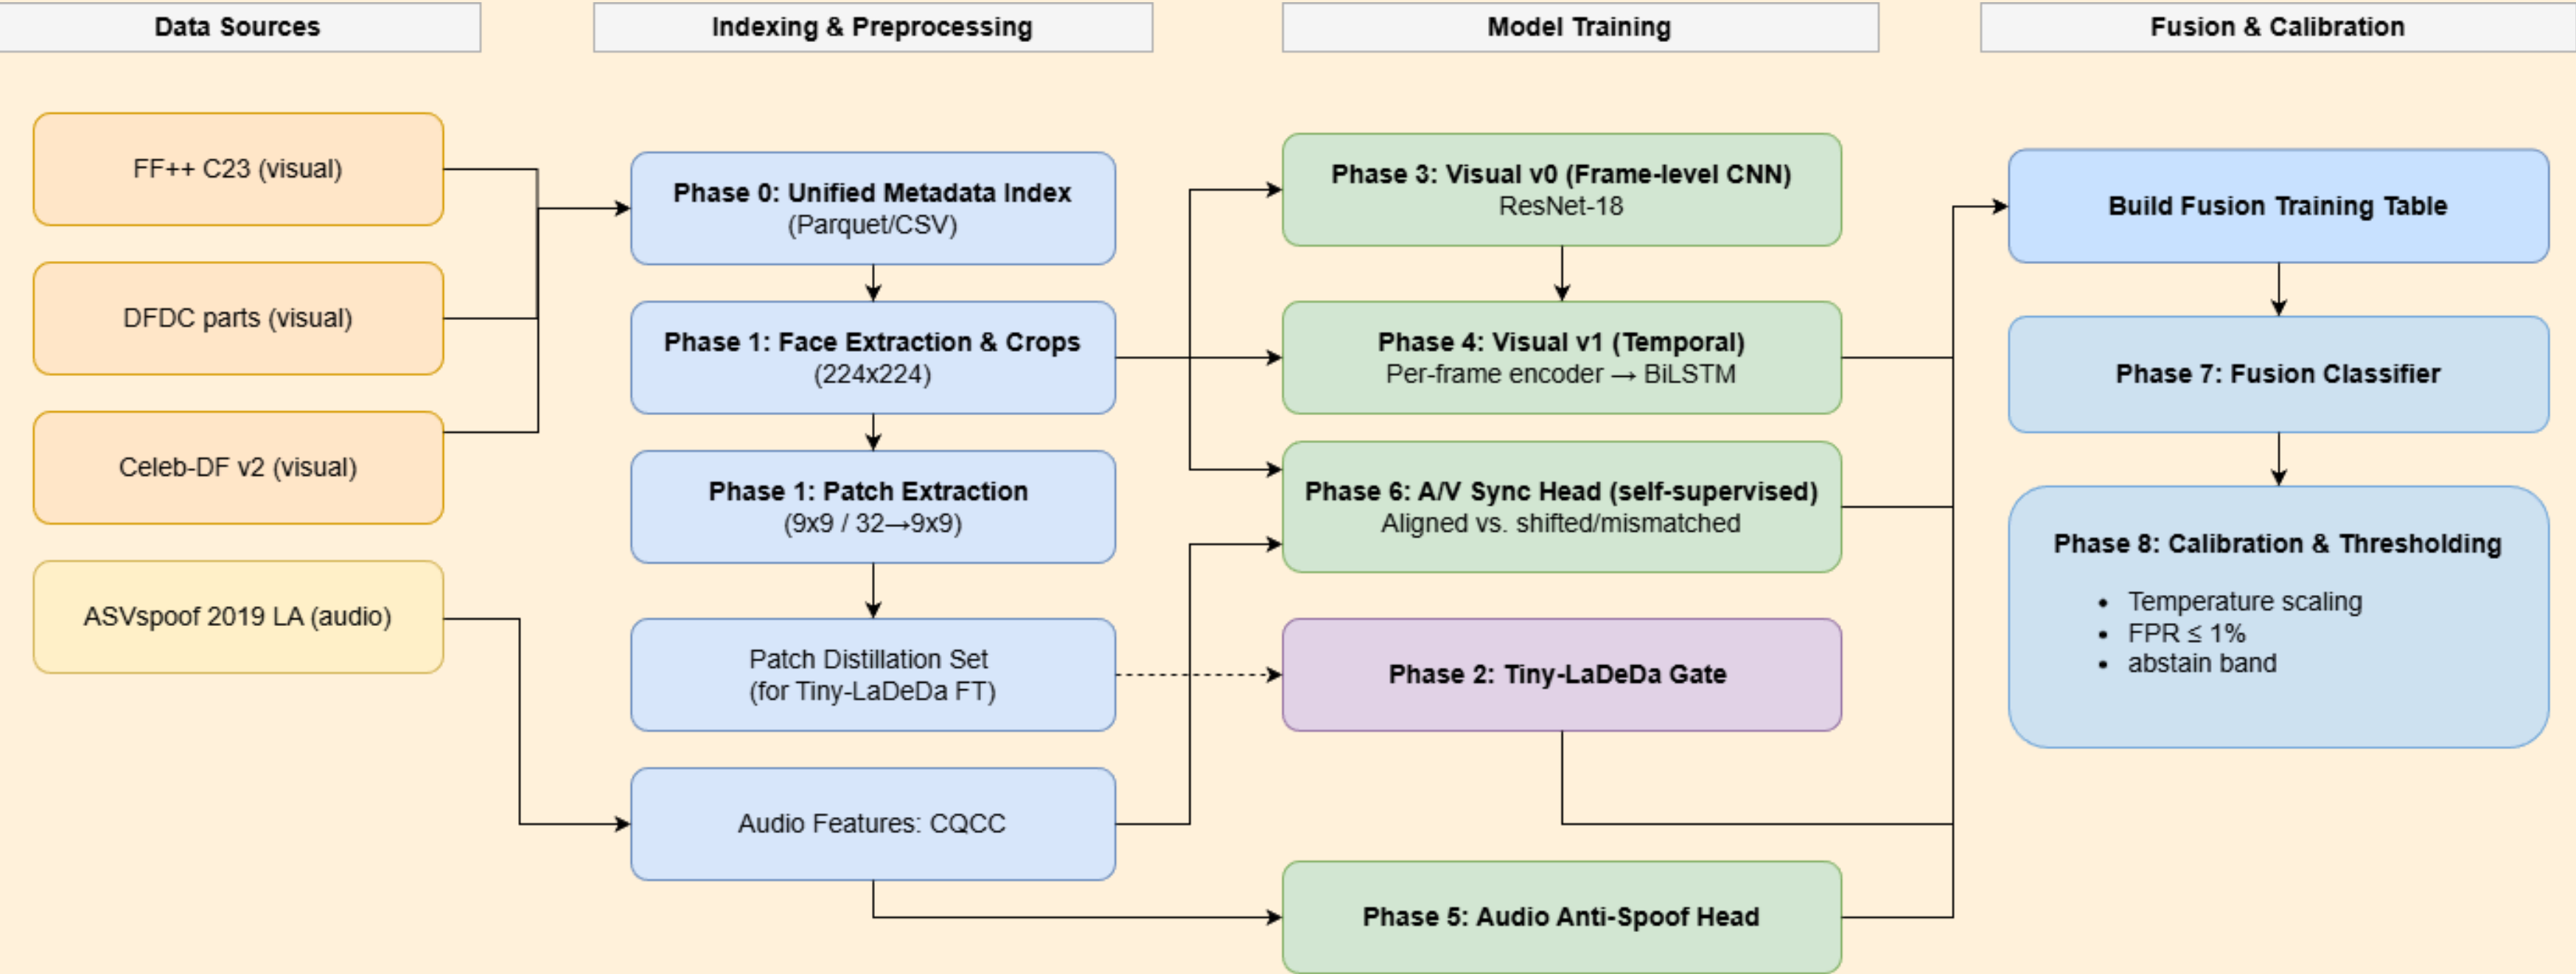 Data Sources
Indexing & Preprocessing
Model Training
Fusion & Calibration
FF++ C23 (visual)
DFDC parts (visual)
Celeb-DF v2 (visual)
ASVspoof 2019 LA (audio)
Phase 0: Unified Metadata Index
(Parquet/CSV)
Phase 1: Face Extraction & Crops
(224x224)
Phase 1: Patch Extraction
(9x9 / 32→9x9)
Patch Distillation Set
(for Tiny-LaDeDa FT)
Audio Features: CQCC
Phase 3: Visual v0 (Frame-level CNN)
ResNet-18
Phase 4: Visual v1 (Temporal)
Per-frame encoder → BiLSTM
Phase 6: A/V Sync Head (self-supervised)
Aligned vs. shifted/mismatched
Phase 2: Tiny-LaDeDa Gate
Phase 5: Audio Anti-Spoof Head
Build Fusion Training Table
Phase 7: Fusion Classifier
Phase 8: Calibration & Thresholding
• Temperature scaling
• FPR ≤ 1%
• abstain band